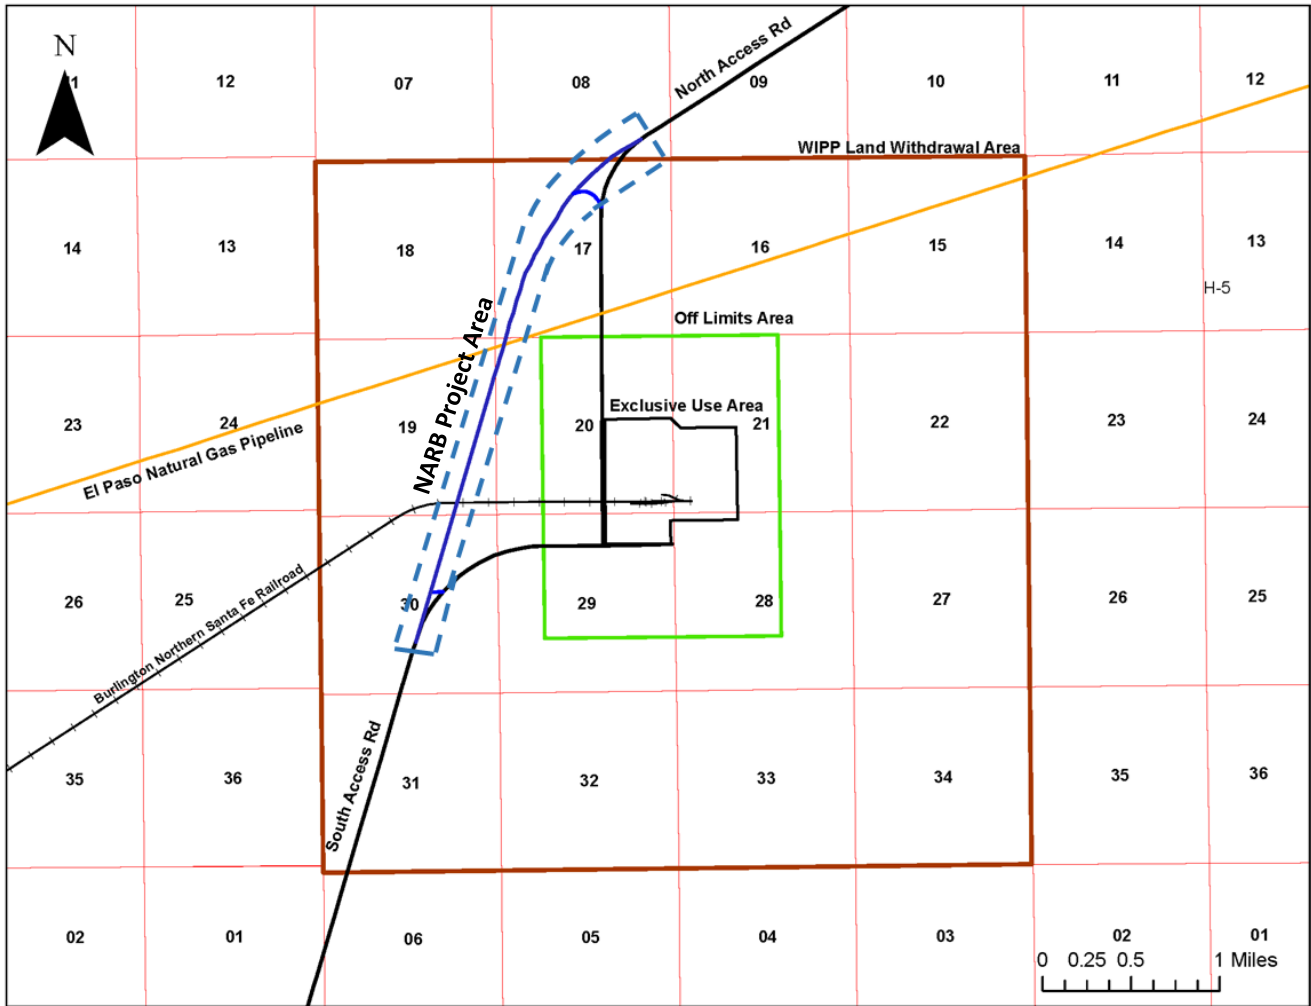 N
North Access Rd
11 12 07 08 09 10 11 12
WIPP Land Withdrawal Area
14 13 18 17 16 15 14 13
H-5
NARB Project Area
Off Limits Area
Exclusive Use Area
23 24 19 20 21 22 23 24
El Paso Natural Gas Pipeline
Burlington Northern Santa Fe Railroad
26 25 30 29 28 27 26 25
South Access Rd
35 36 31 32 33 34 35 36
02 01 06 05 04 03 02 01
0 0.25 0.5 1 Miles